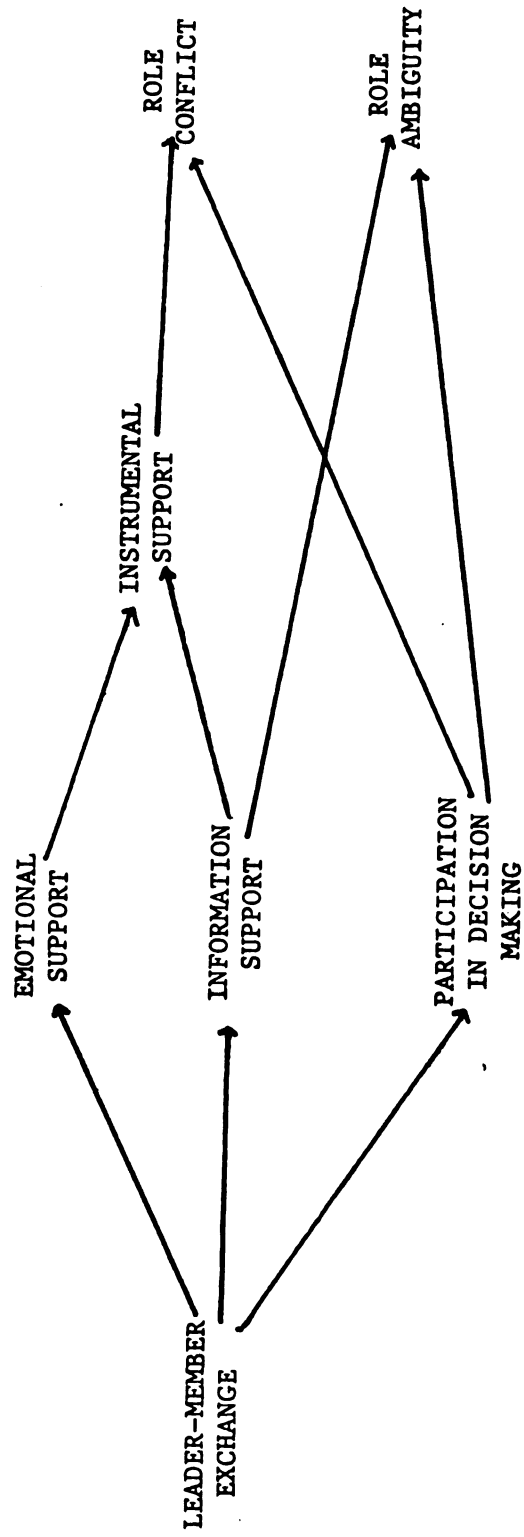 LEADER-MEMBER
EXCHANGE
EMOTIONAL
SUPPORT
INFORMATION
SUPPORT
PARTICIPATION
IN DECISION
MAKING
INSTRUMENTAL
SUPPORT
ROLE
CONFLICT
ROLE
AMBIGUITY